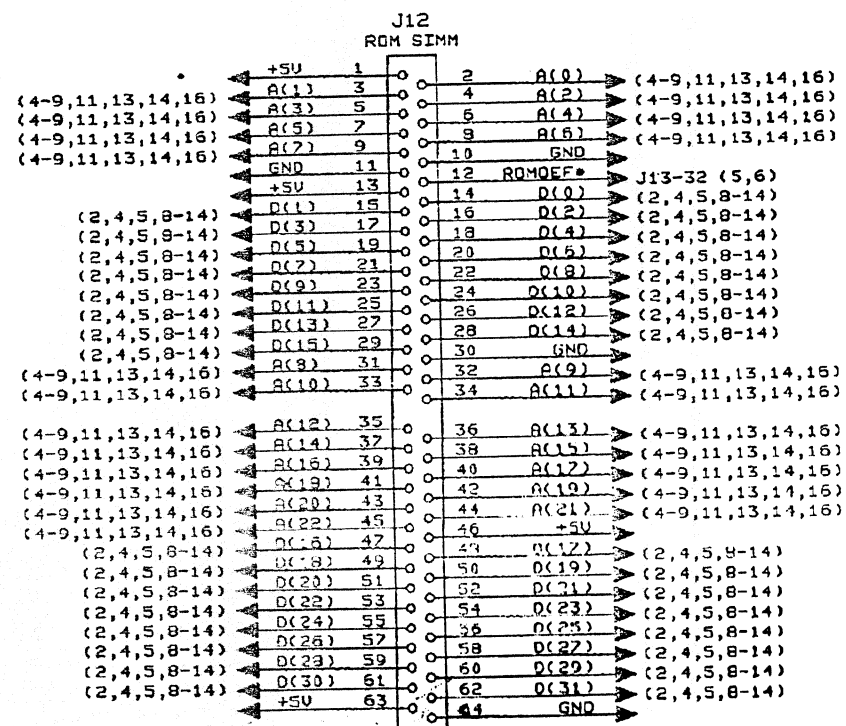 J12
ROM SIMM
+5V 1
2 A(0) (4-9,11,13,14,16)
(4-9,11,13,14,16) A(1) 3
4 A(2) (4-9,11,13,14,16)
(4-9,11,13,14,16) A(3) 5
6 A(4) (4-9,11,13,14,16)
(4-9,11,13,14,16) A(5) 7
8 A(6) (4-9,11,13,14,16)
(4-9,11,13,14,16) A(7) 9
10 GND
GND 11
12 ROMOEF* J13-32 (5,6)
+5V 13
14 D(0) (2,4,5,8-14)
(2,4,5,8-14) D(1) 15
16 D(2) (2,4,5,8-14)
(2,4,5,8-14) D(3) 17
18 D(4) (2,4,5,8-14)
(2,4,5,8-14) D(5) 19
20 D(6) (2,4,5,8-14)
(2,4,5,8-14) D(7) 21
22 D(8) (2,4,5,8-14)
(2,4,5,8-14) D(9) 23
24 D(10) (2,4,5,8-14)
(2,4,5,8-14) D(11) 25
26 D(12) (2,4,5,8-14)
(2,4,5,8-14) D(13) 27
28 D(14) (2,4,5,8-14)
(2,4,5,8-14) D(15) 29
30 GND
(4-9,11,13,14,16) A(8) 31
32 A(9) (4-9,11,13,14,16)
(4-9,11,13,14,16) A(10) 33
34 A(11) (4-9,11,13,14,16)
(4-9,11,13,14,16) A(12) 35
36 A(13) (4-9,11,13,14,16)
(4-9,11,13,14,16) A(14) 37
38 A(15) (4-9,11,13,14,16)
(4-9,11,13,14,16) A(16) 39
40 A(17) (4-9,11,13,14,16)
(4-9,11,13,14,16) A(18) 41
42 A(19) (4-9,11,13,14,16)
(4-9,11,13,14,16) A(20) 43
44 A(21) (4-9,11,13,14,16)
(4-9,11,13,14,16) A(22) 45
46 +5V
(2,4,5,8-14) D(16) 47
48 D(17) (2,4,5,8-14)
(2,4,5,8-14) D(18) 49
50 D(19) (2,4,5,8-14)
(2,4,5,8-14) D(20) 51
52 D(21) (2,4,5,8-14)
(2,4,5,8-14) D(22) 53
54 D(23) (2,4,5,8-14)
(2,4,5,8-14) D(24) 55
56 D(25) (2,4,5,8-14)
(2,4,5,8-14) D(26) 57
58 D(27) (2,4,5,8-14)
(2,4,5,8-14) D(28) 59
60 D(29) (2,4,5,8-14)
(2,4,5,8-14) D(30) 61
62 D(31) (2,4,5,8-14)
+5V 63
64 GND